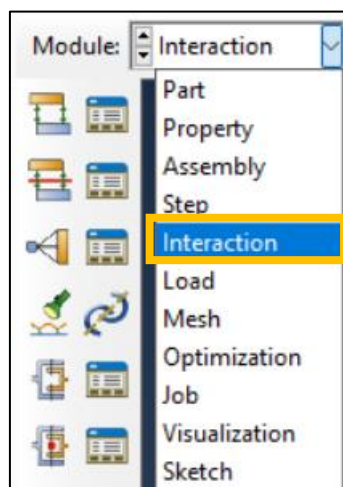 Module: Interaction
Part
Property
Assembly
Step
Interaction
Load
Mesh
Optimization
Job
Visualization
Sketch